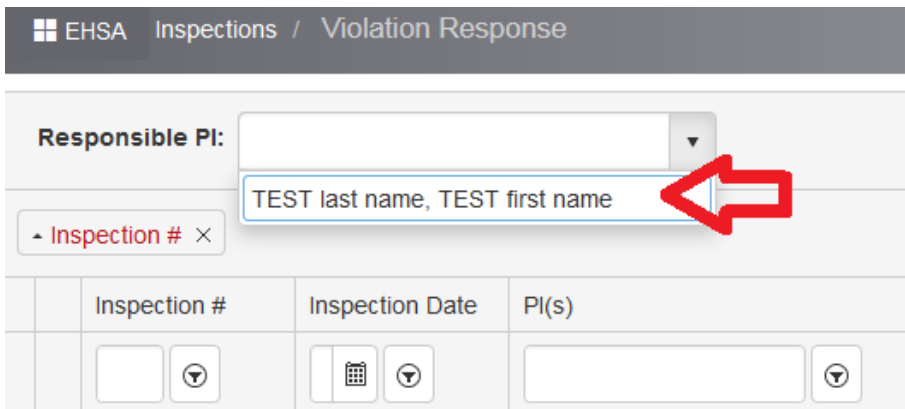 EHSA Inspections / Violation Response
Responsible PI:
TEST last name, TEST first name
Inspection #
Inspection # Inspection Date PI(s)